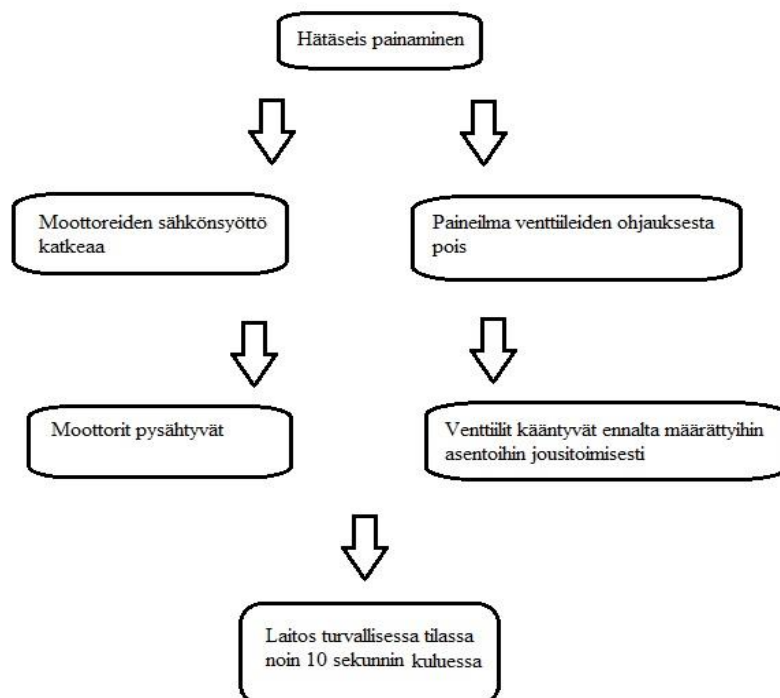 Hätäseis painaminen
Moottoreiden sähkönsyöttö
katkeaa
Paineilma venttiileiden ohjauksesta
pois
Moottorit pysähtyvät
Venttiilit kääntyvät ennalta määrättyihin
asentoihin jousitoimisesti
Laitos turvallisessa tilassa
noin 10 sekunnin kuluessa